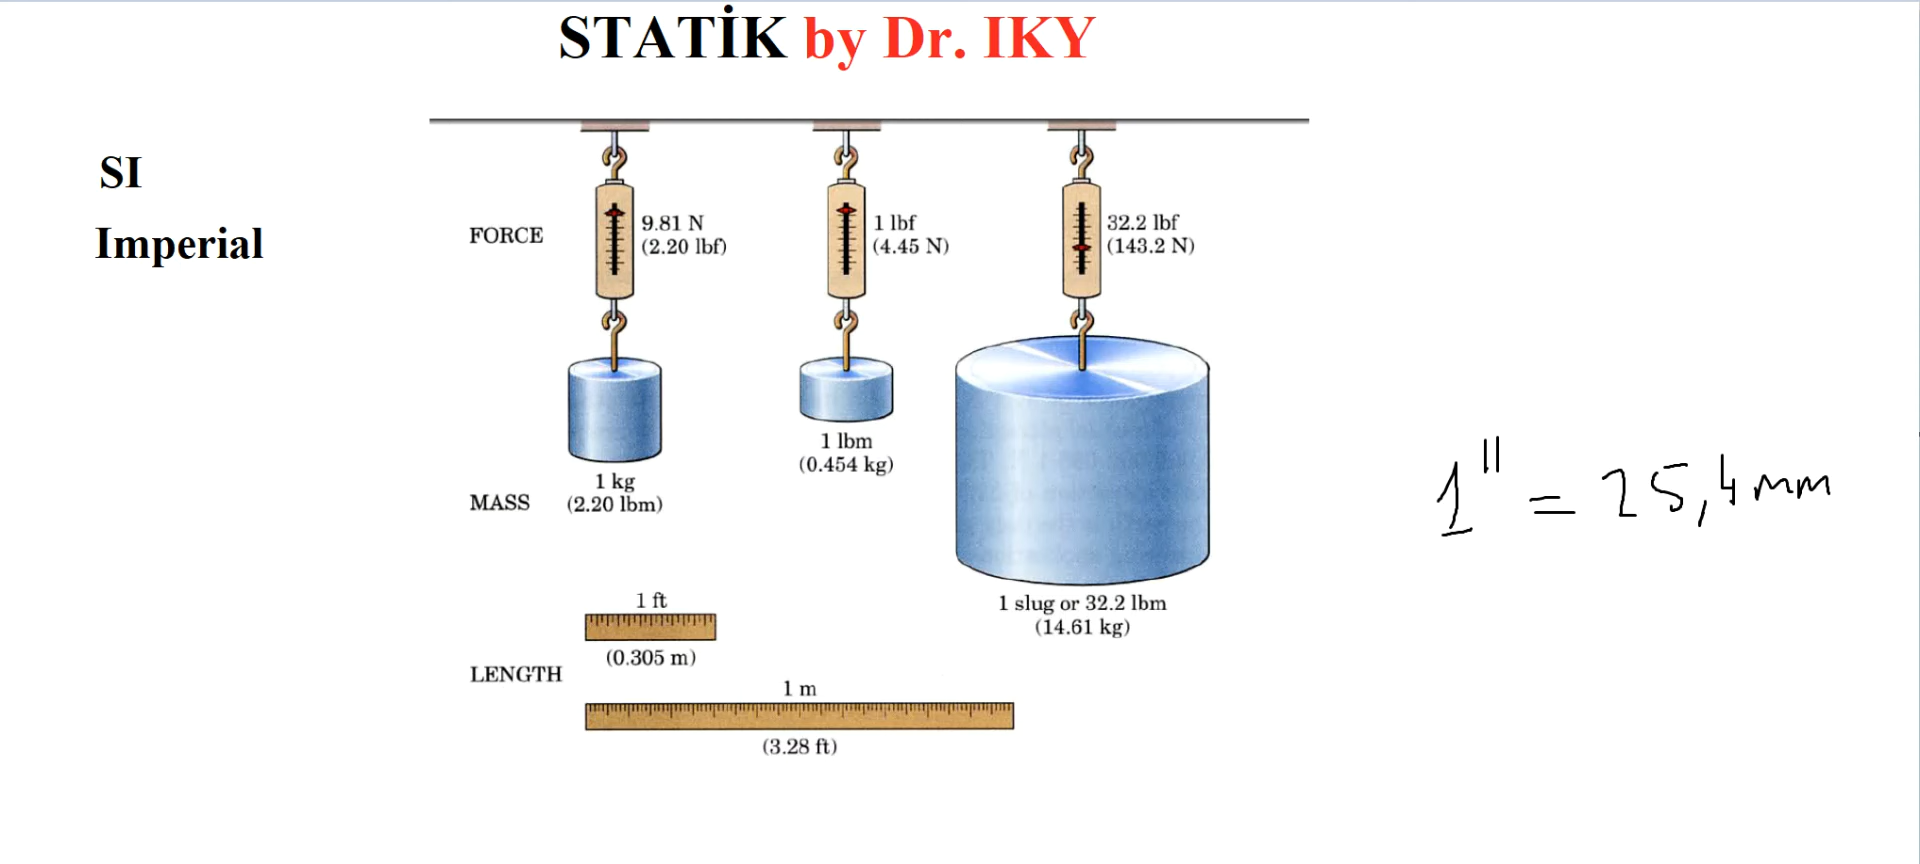 STATİK by Dr. IKY
SI
Imperial
FORCE
9.81 N
(2.20 lbf)
1 lbf
(4.45 N)
32.2 lbf
(143.2 N)
MASS
1 kg
(2.20 lbm)
1 lbm
(0.454 kg)
1 slug or 32.2 lbm
(14.61 kg)
LENGTH
1 ft
(0.305 m)
1 m
(3.28 ft)
1" = 25,4 mm